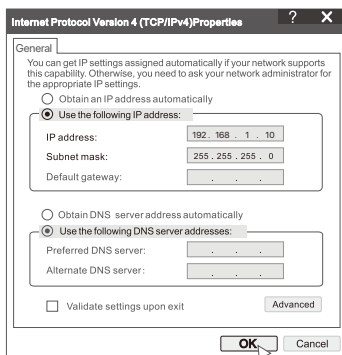 Internet Protocol Version 4 (TCP/IPv4)Properties ? X
General
You can get IP settings assigned automatically if your network supports
this capability. Otherwise, you need to ask your network administrator for
the appropriate IP settings.
Obtain an IP address automatically
Use the following IP address:
IP address: 192. 168 . 1 . 10
Subnet mask: 255 . 255 . 255 . 0
Default gateway: . . .
Obtain DNS server address automatically
Use the following DNS server addresses:
Preferred DNS server: . . .
Alternate DNS server: . . .
Validate settings upon exit Advanced
OK Cancel